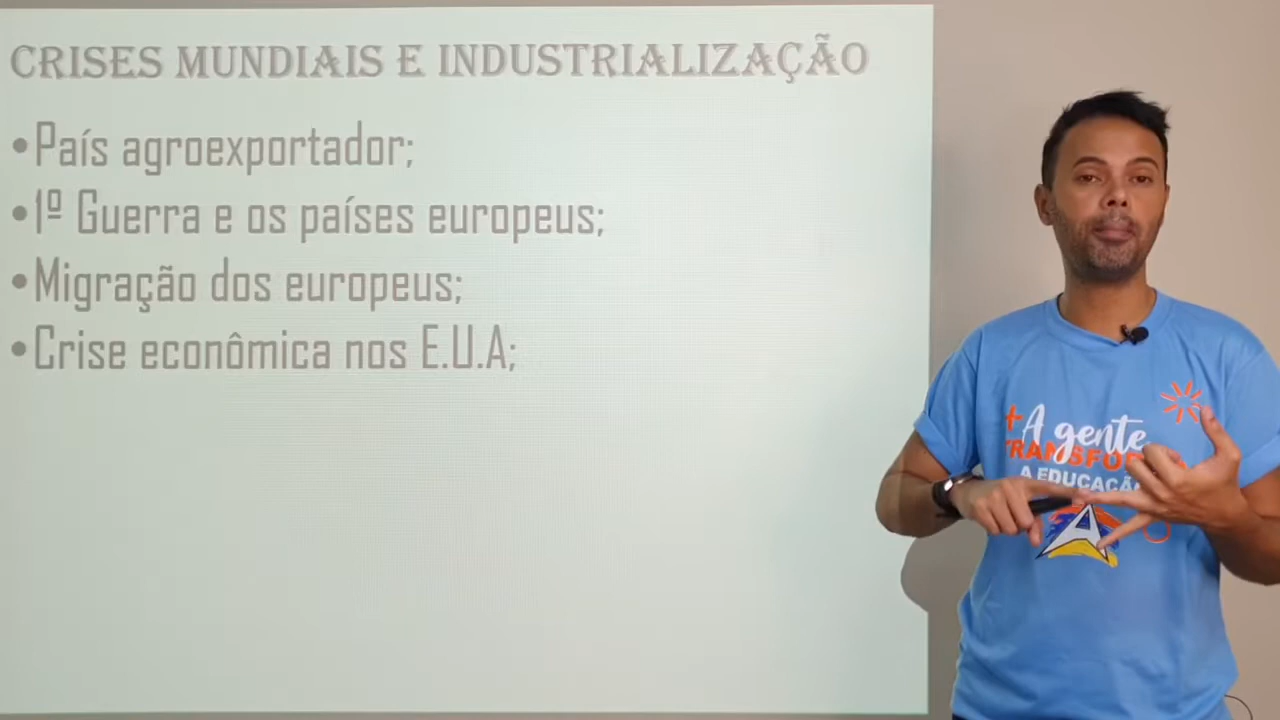 CRISES MUNDIAIS E INDUSTRIALIZAÇÃO
•País agroexportador;
•1º Guerra e os países europeus;
•Migração dos europeus;
•Crise econômica nos E.U.A;
A gente
A EDUCAÇÃ